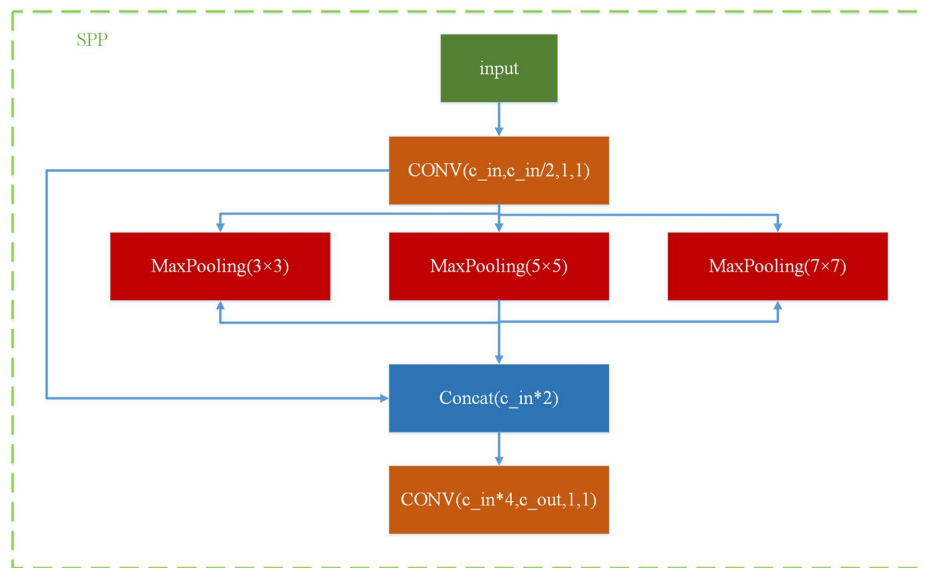 SPP
input
CONV(c_in,c_in/2,1,1)
MaxPooling(3×3)
MaxPooling(5×5)
MaxPooling(7×7)
Concat(c_in*2)
CONV(c_in*4,c_out,1,1)